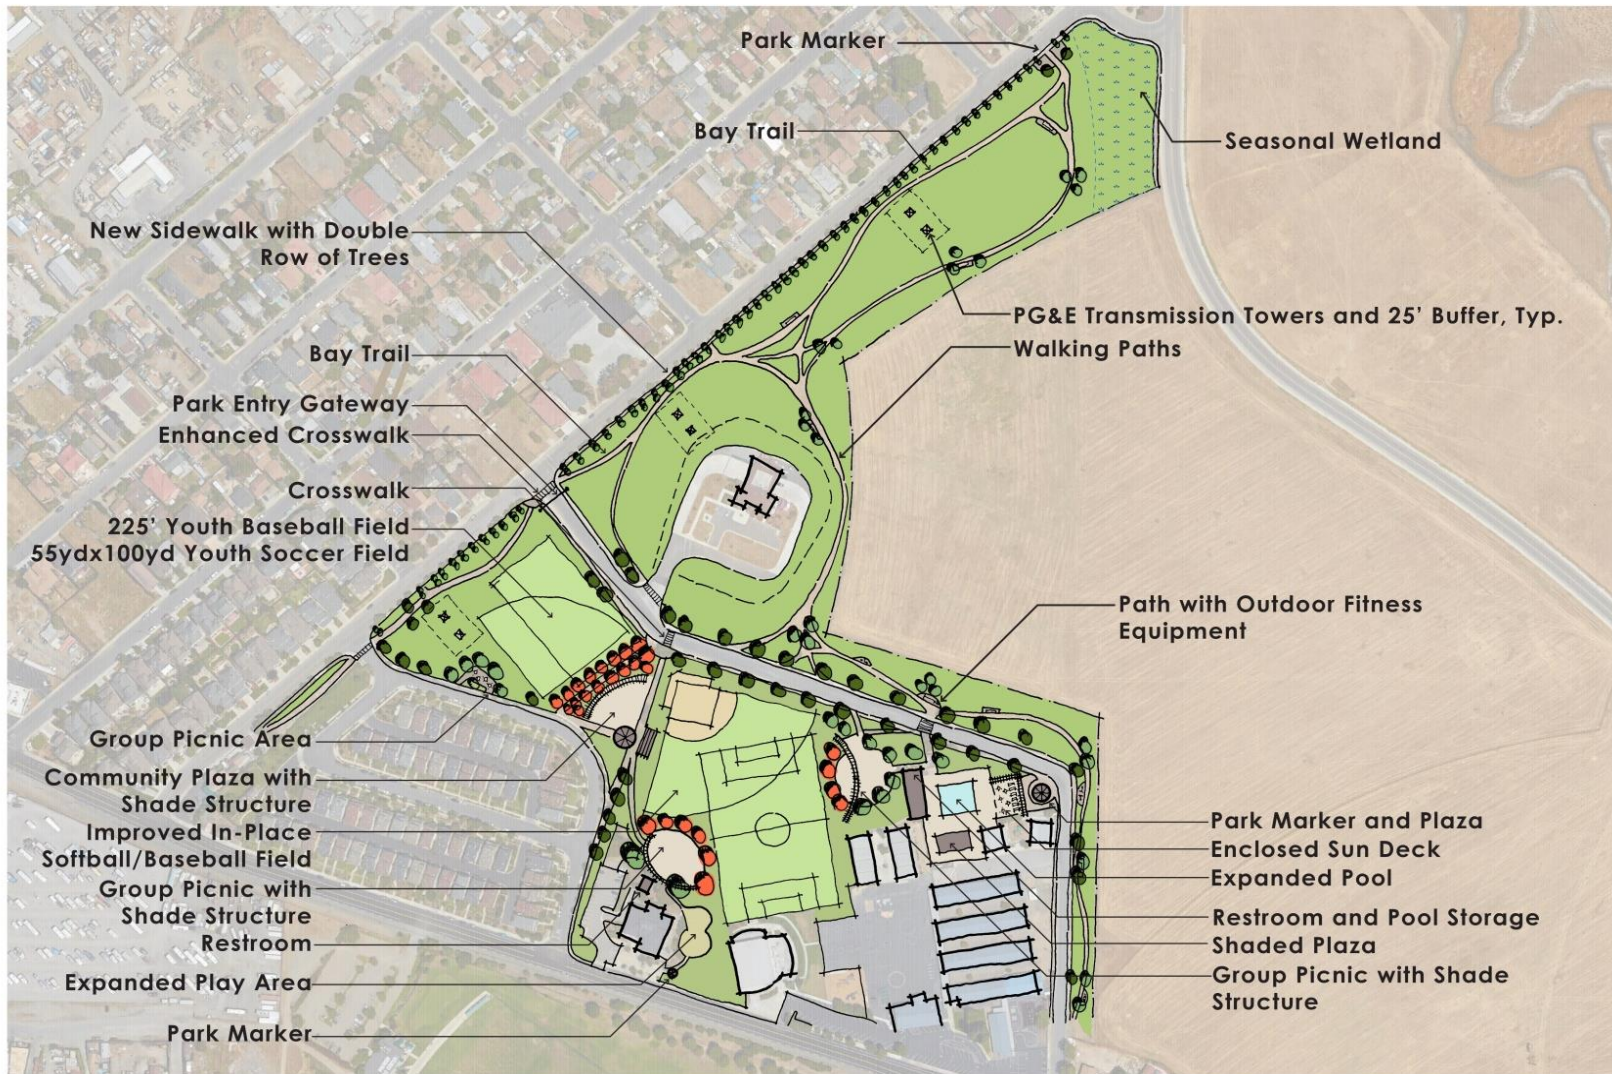 Park Marker
Bay Trail
Seasonal Wetland
New Sidewalk with Double
Row of Trees
PG&E Transmission Towers and 25’ Buffer, Typ.
Walking Paths
Bay Trail
Park Entry Gateway
Enhanced Crosswalk
Crosswalk
225’ Youth Baseball Field
55ydx100yd Youth Soccer Field
Path with Outdoor Fitness
Equipment
Group Picnic Area
Community Plaza with
Shade Structure
Improved In-Place
Softball/Baseball Field
Group Picnic with
Shade Structure
Restroom
Expanded Play Area
Park Marker
Park Marker and Plaza
Enclosed Sun Deck
Expanded Pool
Restroom and Pool Storage
Shaded Plaza
Group Picnic with Shade
Structure